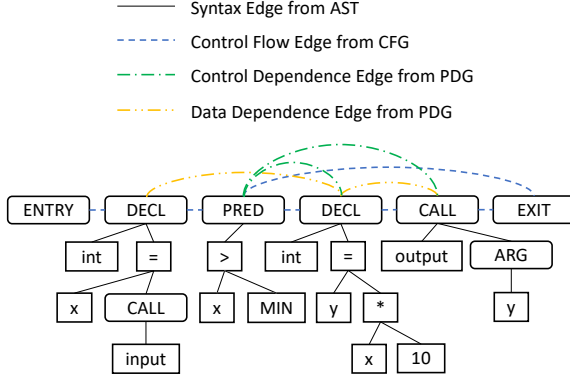 Syntax Edge from AST
Control Flow Edge from CFG
Control Dependence Edge from PDG
Data Dependence Edge from PDG
ENTRY DECL PRED DECL CALL EXIT
int = > int = output ARG
x CALL x MIN y * y
input x 10